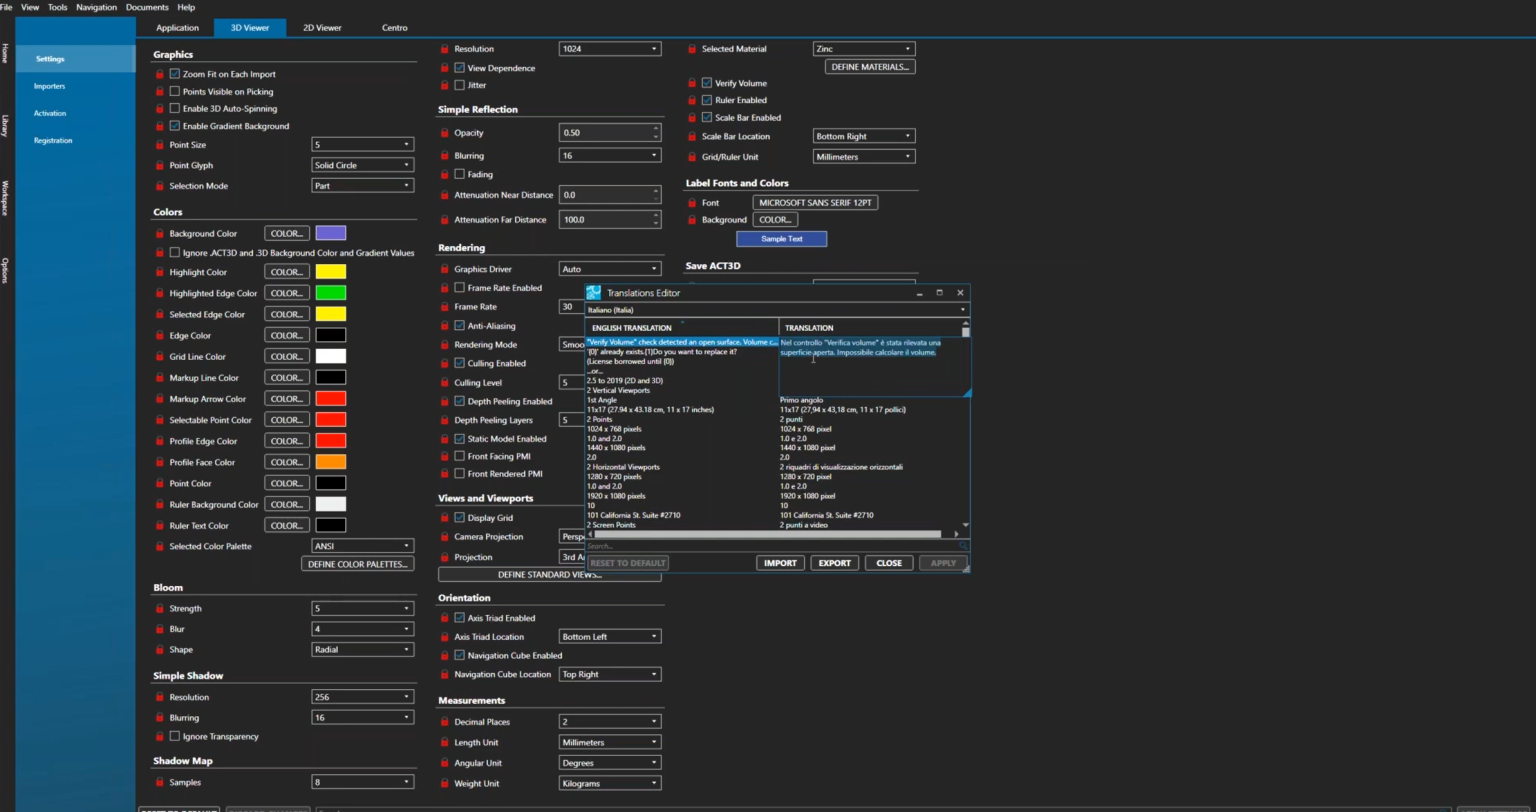 File View Tools Navigation Documents Help
Home
Library
Workspace
Options
Settings
Importers
Activation
Registration
Application 3D Viewer 2D Viewer Centro
Graphics
Zoom Fit on Each Import
Points Visible on Picking
Enable 3D Auto-Spinning
Enable Gradient Background
Point Size 5
Point Glyph Solid Circle
Selection Mode Part
Colors
Background Color COLOR...
Ignore .ACT3D and .3D Background Color and Gradient Values
Highlight Color COLOR...
Highlighted Edge Color COLOR...
Selected Edge Color COLOR...
Edge Color COLOR...
Grid Line Color COLOR...
Markup Line Color COLOR...
Markup Arrow Color COLOR...
Selectable Point Color COLOR...
Profile Edge Color COLOR...
Profile Face Color COLOR...
Point Color COLOR...
Ruler Background Color COLOR...
Ruler Text Color COLOR...
Selected Color Palette ANSI
DEFINE COLOR PALETTES...
Bloom
Strength 5
Blur 4
Shape Radial
Simple Shadow
Resolution 256
Blurring 16
Ignore Transparency
Shadow Map
Samples 8
Resolution 1024
View Dependence
Jitter
Simple Reflection
Opacity 0.50
Blurring 16
Fading
Attenuation Near Distance 0.0
Attenuation Far Distance 100.0
Rendering
Graphics Driver Auto
Frame Rate Enabled
Frame Rate 30
Anti-Aliasing
Rendering Mode Smoo
Culling Enabled
Culling Level 5
Depth Peeling Enabled
Depth Peeling Layers 5
Static Model Enabled
Front Facing PMI
Front Rendered PMI
Views and Viewports
Display Grid
Camera Projection Persp
Projection 3rd A
DEFINE STANDARD VIEWS...
Orientation
Axis Triad Enabled
Axis Triad Location Bottom Left
Navigation Cube Enabled
Navigation Cube Location Top Right
Measurements
Decimal Places 2
Length Unit Millimeters
Angular Unit Degrees
Weight Unit Kilograms
Selected Material Zinc
DEFINE MATERIALS...
Verify Volume
Ruler Enabled
Scale Bar Enabled
Scale Bar Location Bottom Right
Grid/Ruler Unit Millimeters
Label Fonts and Colors
Font MICROSOFT SANS SERIF 12PT
Background COLOR...
Sample Text
Save ACT3D
Translations Editor
Italiano (Italia)
ENGLISH TRANSLATION TRANSLATION
"Verify Volume" check detected an open surface. Volume c... Nel controllo "Verifica volume" è stata rilevata una
superficie aperta. Impossibile calcolare il volume.
'{0}' already exists.{1}Do you want to replace it?
(License borrowed until {0})
...or...
2.5 to 2019 (2D and 3D)
2 Vertical Viewports
1st Angle Primo angolo
11x17 (27.94 x 43.18 cm, 11 x 17 inches) 11x17 (27,94 x 43,18 cm, 11 x 17 pollici)
2 Points 2 punti
1024 x 768 pixels 1024 x 768 pixel
1.0 and 2.0 1.0 e 2.0
1440 x 1080 pixels 1440 x 1080 pixel
2.0 2.0
2 Horizontal Viewports 2 riquadri di visualizzazione orizzontali
1280 x 720 pixels 1280 x 720 pixel
1.0 and 2.0 1.0 e 2.0
1920 x 1080 pixels 1920 x 1080 pixel
10 10
101 California St. Suite #2710 101 California St. Suite #2710
2 Screen Points 2 punti a video
Search...
RESET TO DEFAULT IMPORT EXPORT CLOSE APPLY